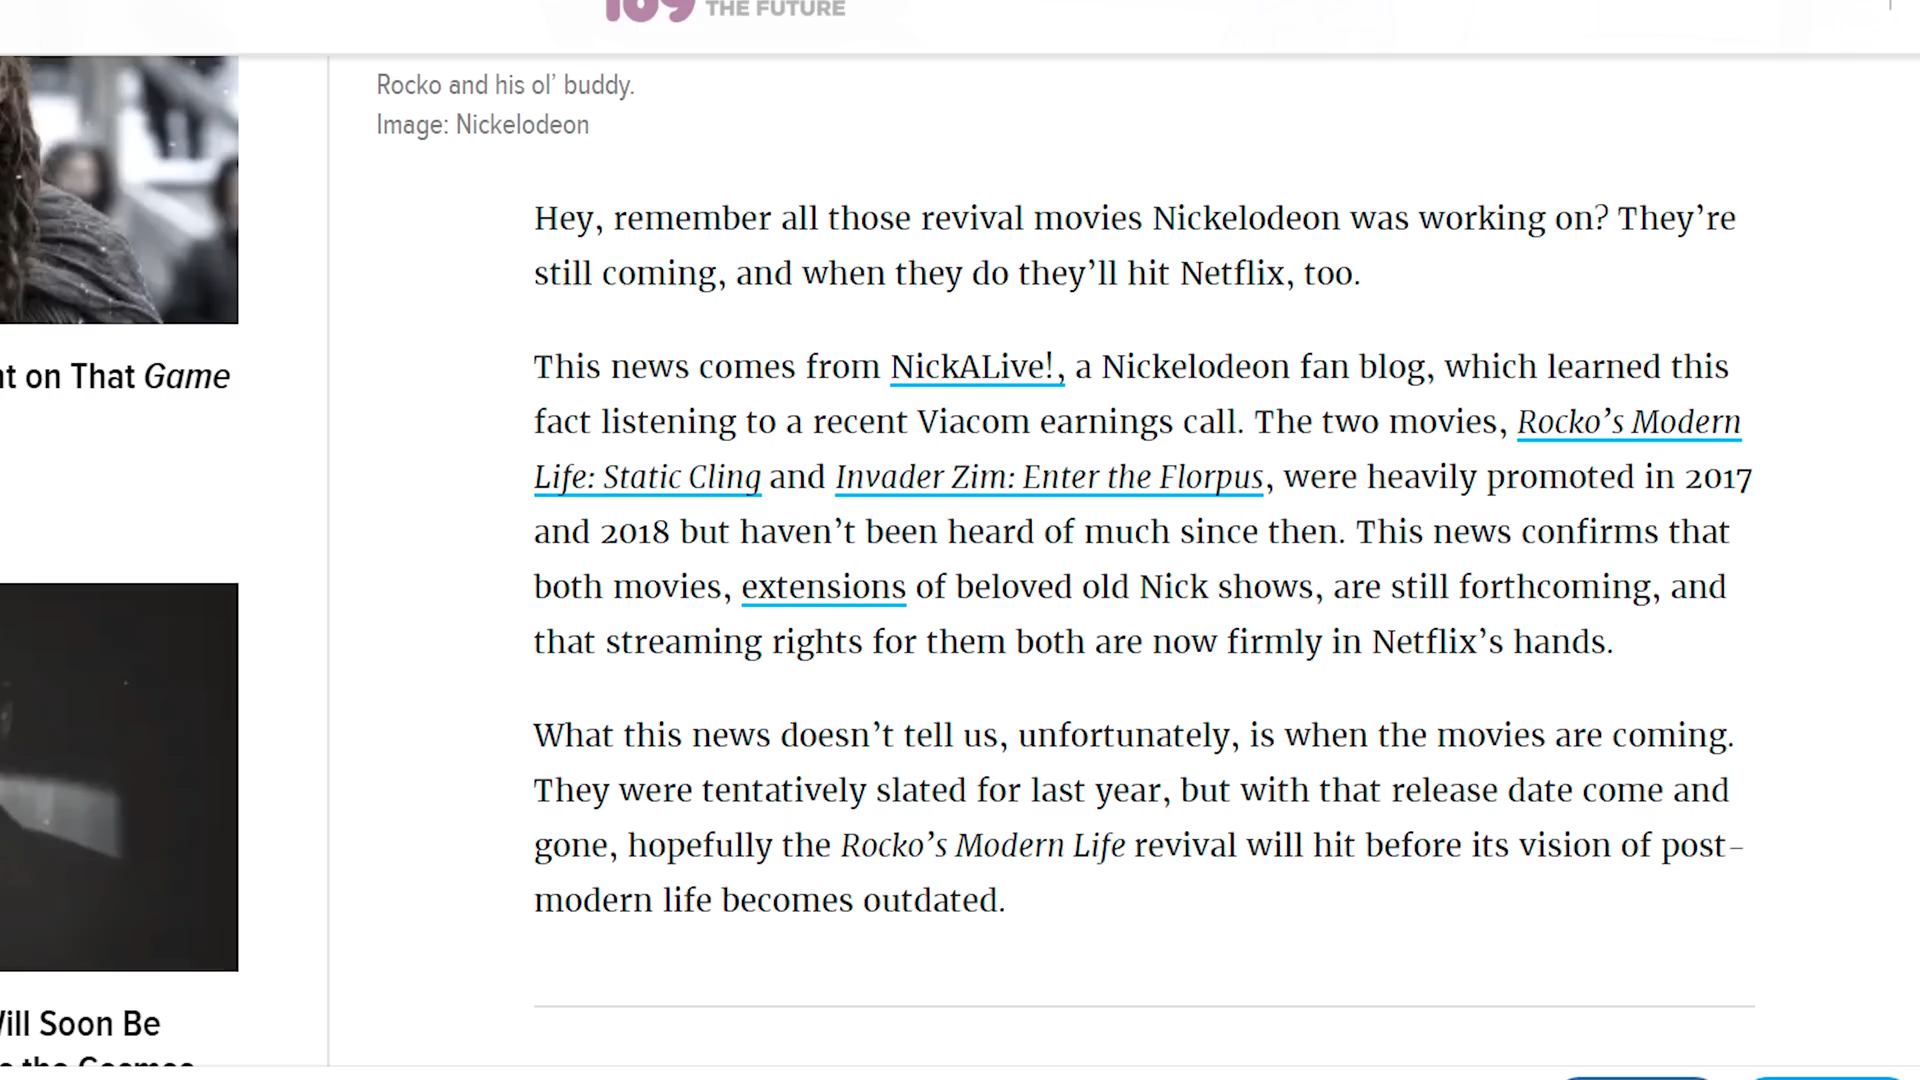 THE FUTURE
Rocko and his ol’ buddy.
Image: Nickelodeon
Hey, remember all those revival movies Nickelodeon was working on? They’re
still coming, and when they do they’ll hit Netflix, too.
This news comes from NickALive!, a Nickelodeon fan blog, which learned this
fact listening to a recent Viacom earnings call. The two movies, Rocko’s Modern
Life: Static Cling and Invader Zim: Enter the Florpus, were heavily promoted in 2017
and 2018 but haven’t been heard of much since then. This news confirms that
both movies, extensions of beloved old Nick shows, are still forthcoming, and
that streaming rights for them both are now firmly in Netflix’s hands.
What this news doesn’t tell us, unfortunately, is when the movies are coming.
They were tentatively slated for last year, but with that release date come and
gone, hopefully the Rocko’s Modern Life revival will hit before its vision of post-
modern life becomes outdated.
on That Game
Will Soon Be
the Cosmos